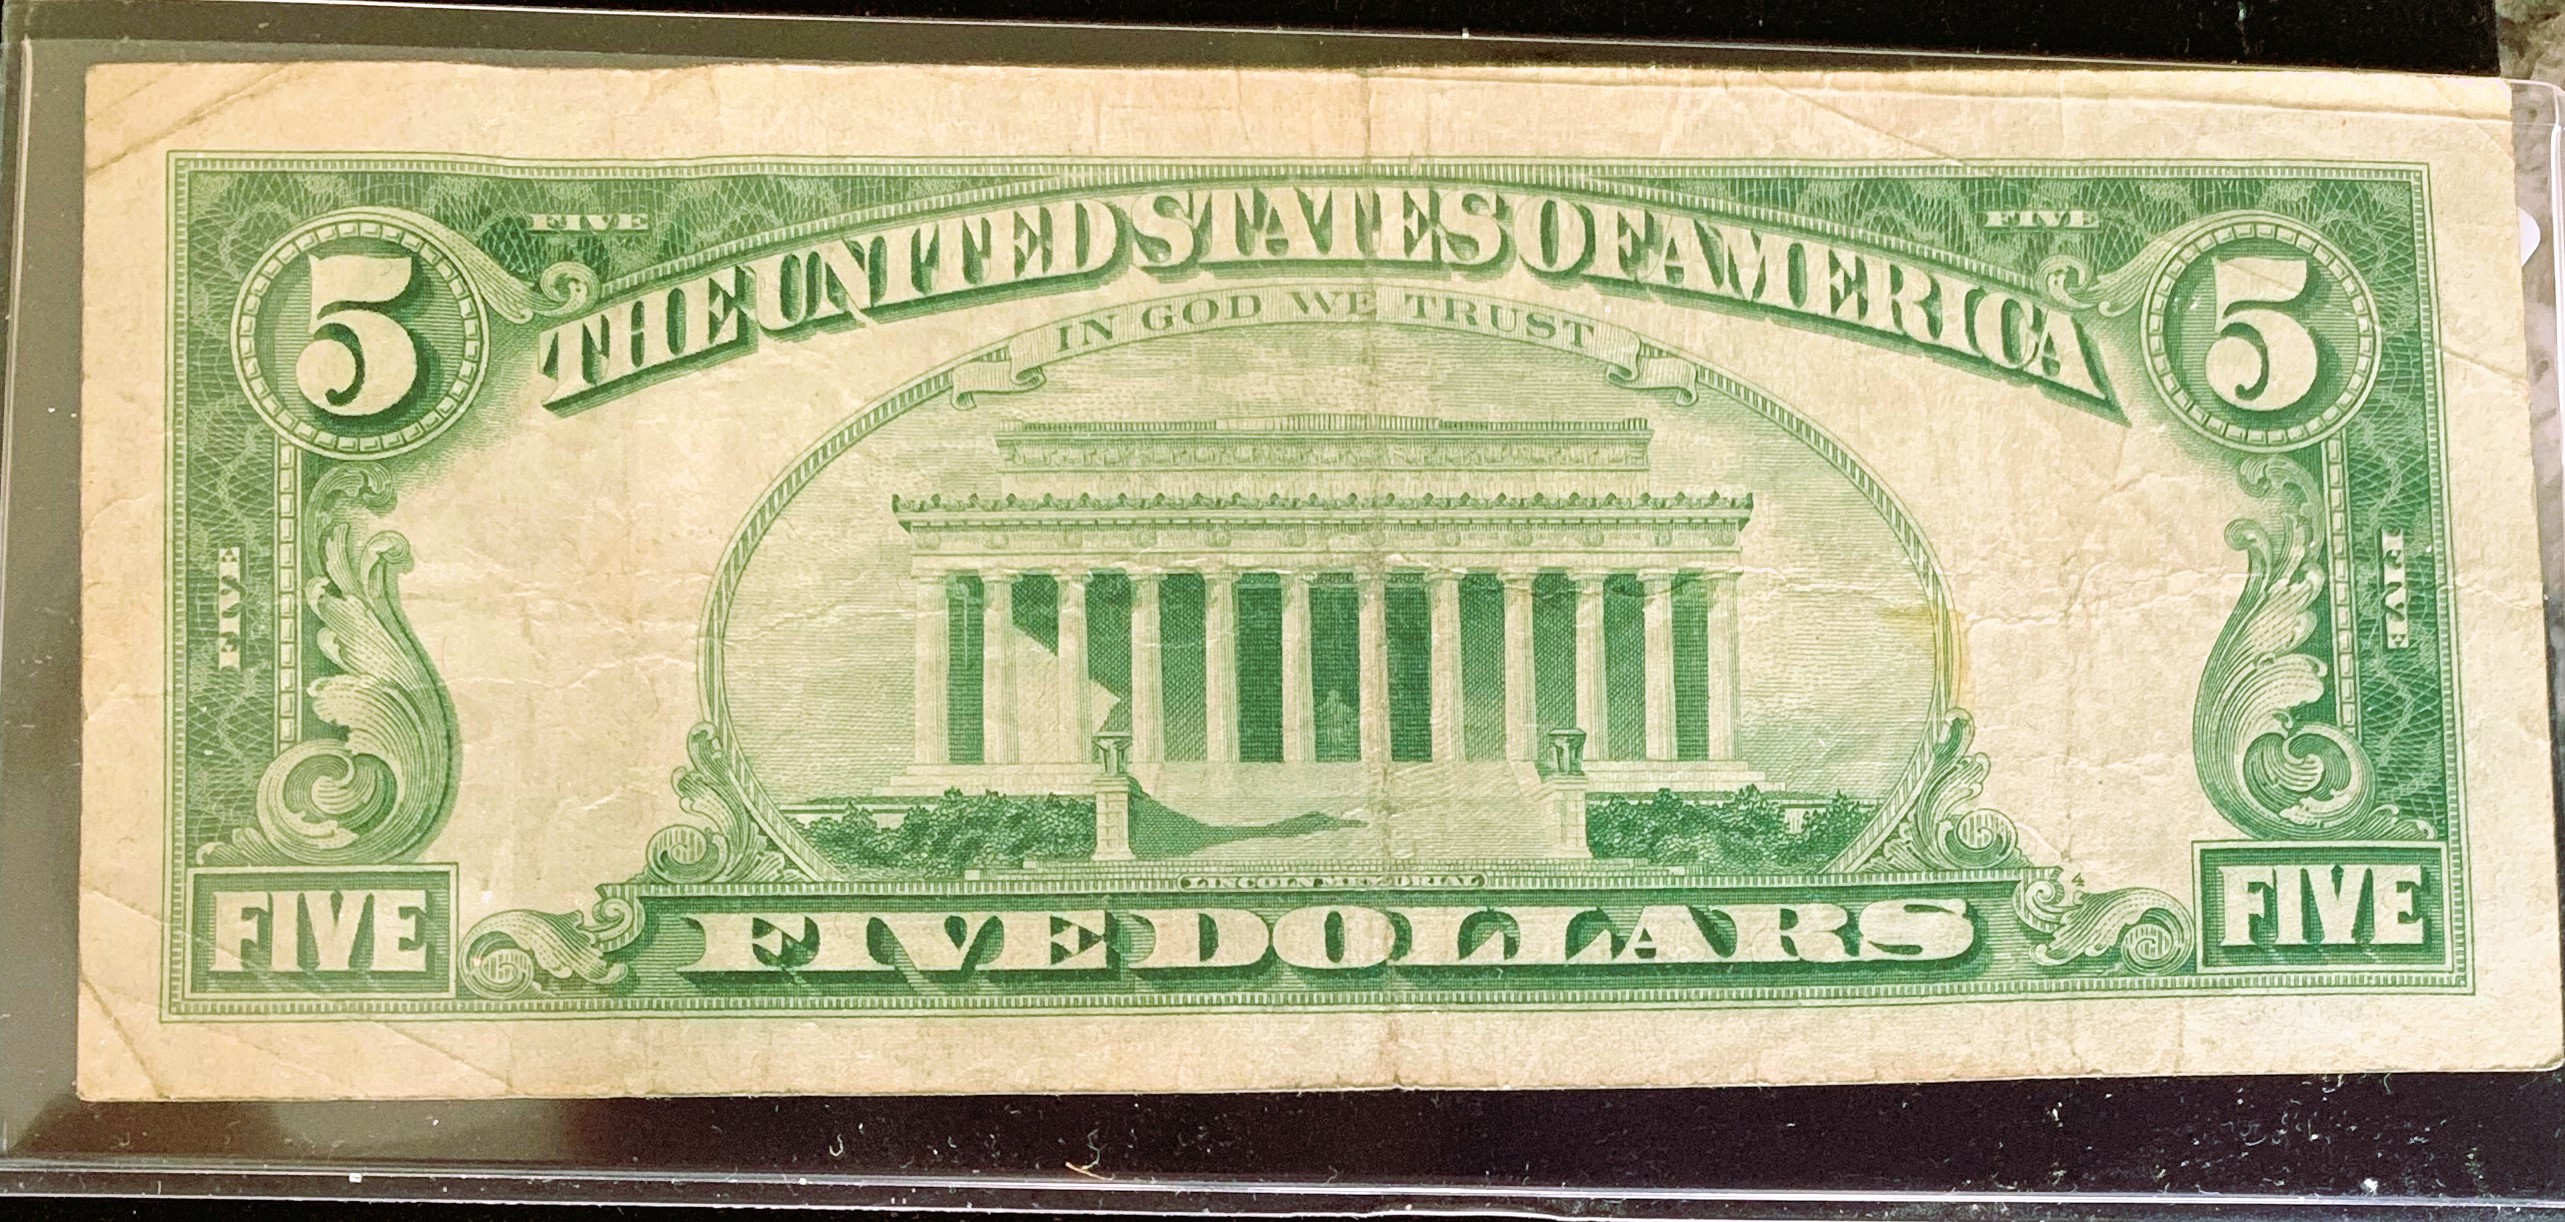 FIVE FIVE
5 THE UNITED STATES OF AMERICA 5
IN GOD WE TRUST
FIVE FIVE
LINCOLN MEMORIAL
4
FIVE FIVE DOLLARS FIVE